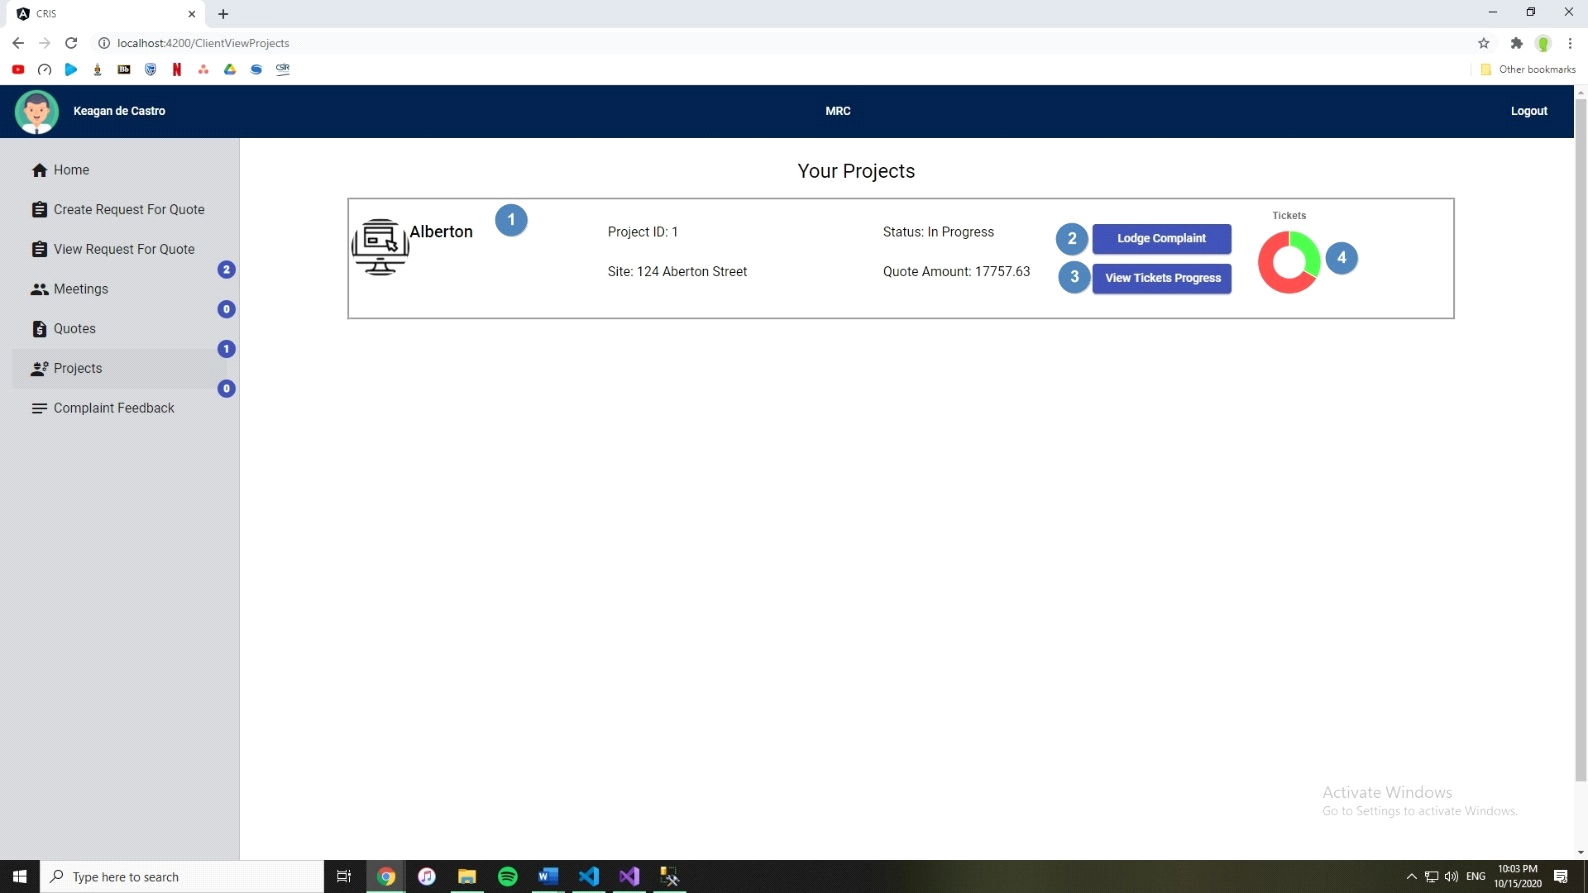 CRIS
localhost:4200/ClientViewProjects
Bb
N
CSIR
Other bookmarks
Keagan de Castro
MRC
Logout
Home
Create Request For Quote
View Request For Quote
2
Meetings
0
Quotes
1
Projects
0
Complaint Feedback
Your Projects
Alberton
1
Project ID: 1
Site: 124 Aberton Street
Status: In Progress
Quote Amount: 17757.63
2
Lodge Complaint
3
View Tickets Progress
Tickets
4
Activate Windows
Go to Settings to activate Windows.
Type here to search
ENG
10:03 PM
10/15/2020